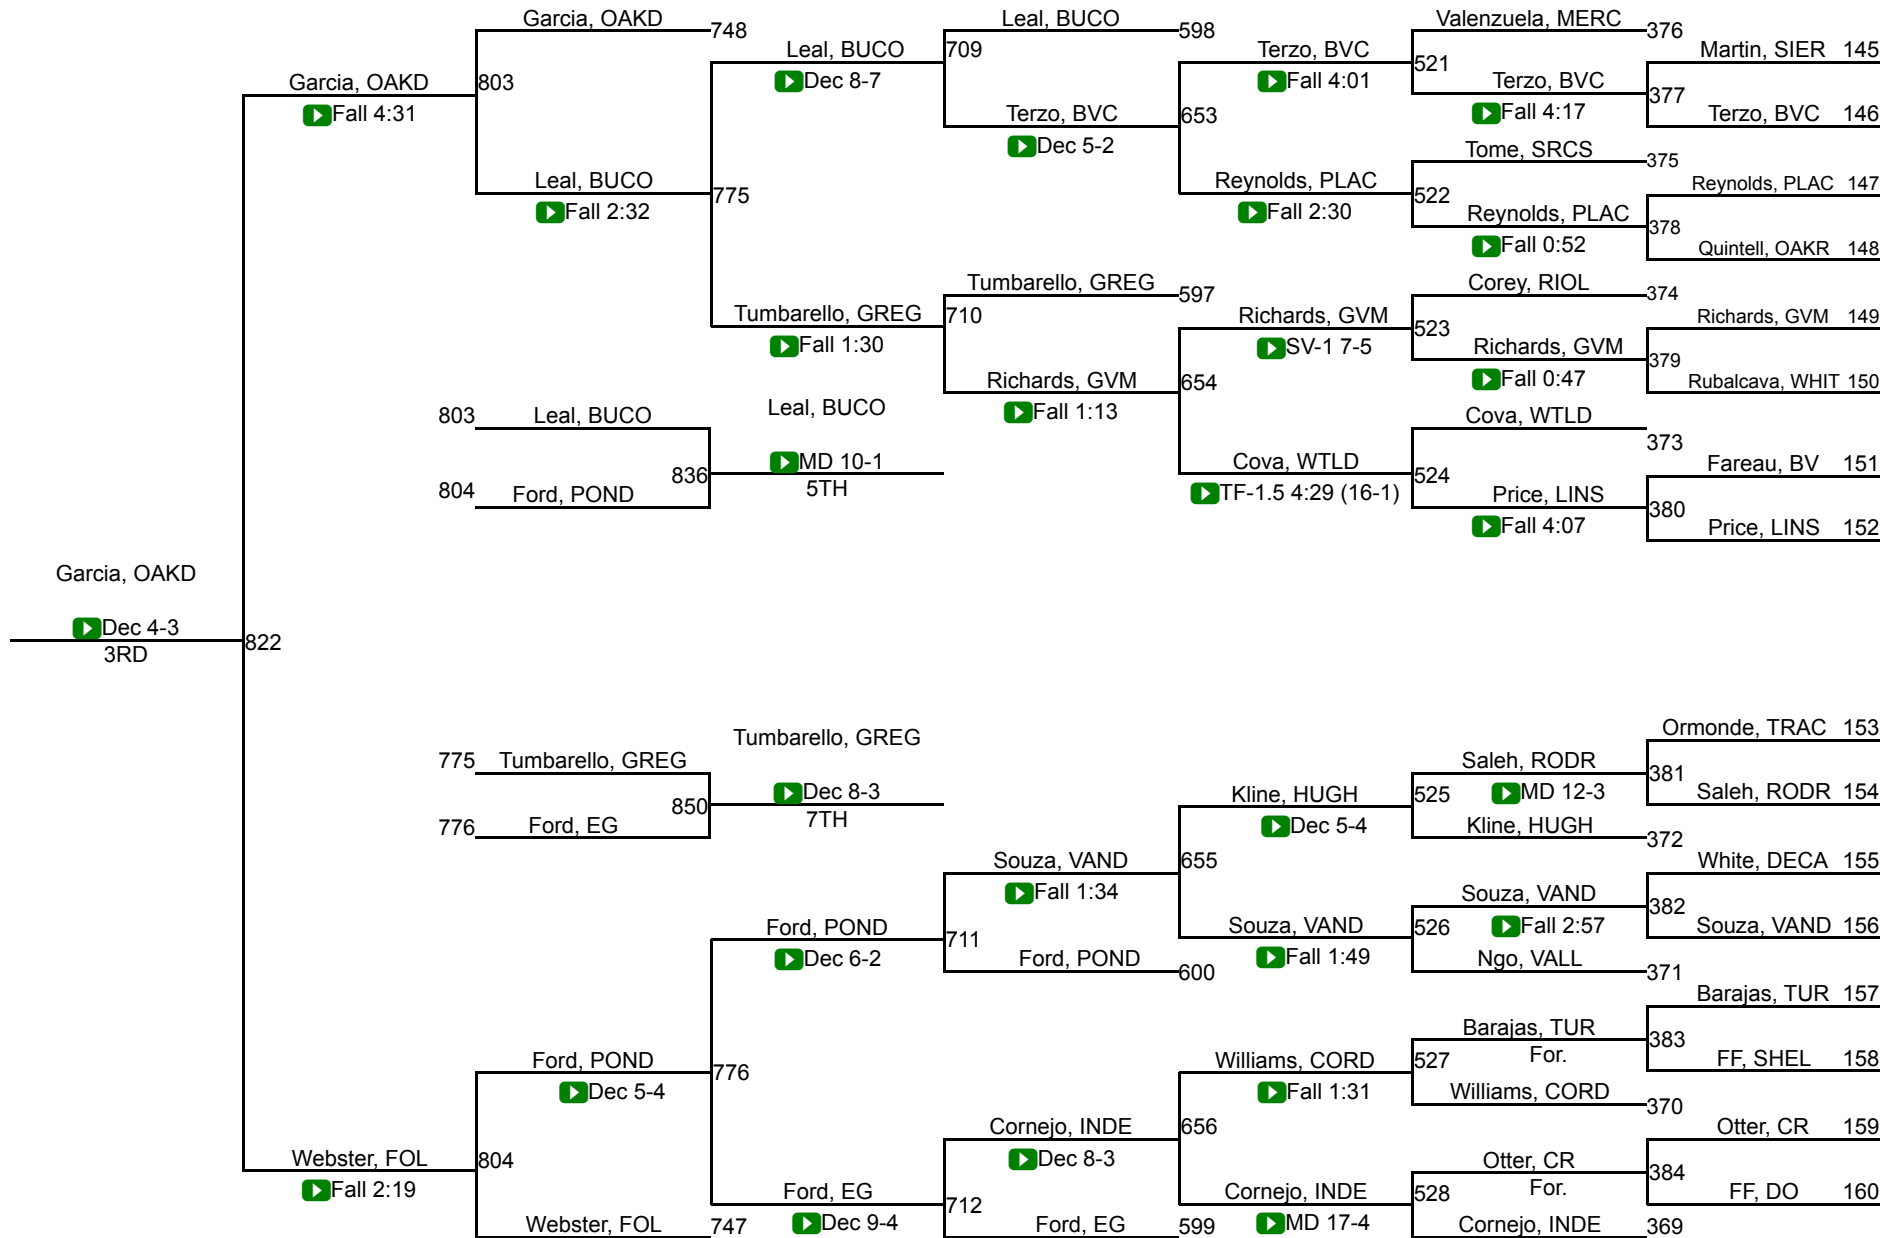 Garcia, OAKD
748
Leal, BUCO
598
Valenzuela, MERC
376
Leal, BUCO
709
Terzo, BVC
521
Martin, SIER 145
Garcia, OAKD
803
Dec 8-7
Fall 4:01
Terzo, BVC
377
Fall 4:31
Terzo, BVC
653
Fall 4:17
Terzo, BVC 146
Dec 5-2
Tome, SRCS
375
Leal, BUCO
775
Reynolds, PLAC
522
Reynolds, PLAC 147
Fall 2:32
Fall 2:30
Reynolds, PLAC
378
Fall 0:52
Quintell, OAKR 148
Tumbarello, GREG
597
Corey, RIOL
374
Tumbarello, GREG
710
Richards, GVM
523
Richards, GVM 149
Fall 1:30
SV-1 7-5
Richards, GVM
379
Richards, GVM
654
Fall 0:47
Rubalcava, WHIT 150
803
Leal, BUCO
Leal, BUCO
Fall 1:13
Cova, WTLD
373
836
MD 10-1
Cova, WTLD
524
Fareau, BV 151
804
Ford, POND
5TH
TF-1.5 4:29 (16-1)
Price, LINS
380
Fall 4:07
Price, LINS 152
Garcia, OAKD
Dec 4-3
822
3RD
Tumbarello, GREG
Ormonde, TRAC 153
775
Tumbarello, GREG
Saleh, RODR
381
850
Dec 8-3
Kline, HUGH
525
MD 12-3
Saleh, RODR 154
776
Ford, EG
7TH
Dec 5-4
Kline, HUGH
372
Souza, VAND
655
White, DECA 155
Fall 1:34
Souza, VAND
382
Ford, POND
711
Souza, VAND
526
Fall 2:57
Souza, VAND 156
Dec 6-2
Ford, POND
600
Fall 1:49
Ngo, VALL
371
Barajas, TUR 157
Barajas, TUR
383
Ford, POND
776
Williams, CORD
527
For.
FF, SHEL 158
Dec 5-4
Fall 1:31
Williams, CORD
370
Cornejo, INDE
656
Otter, CR 159
Webster, FOL
804
Dec 8-3
Otter, CR
384
Fall 2:19
Ford, EG
712
Cornejo, INDE
528
For.
FF, DO 160
Webster, FOL
747
Dec 9-4
Ford, EG
599
MD 17-4
Cornejo, INDE
369